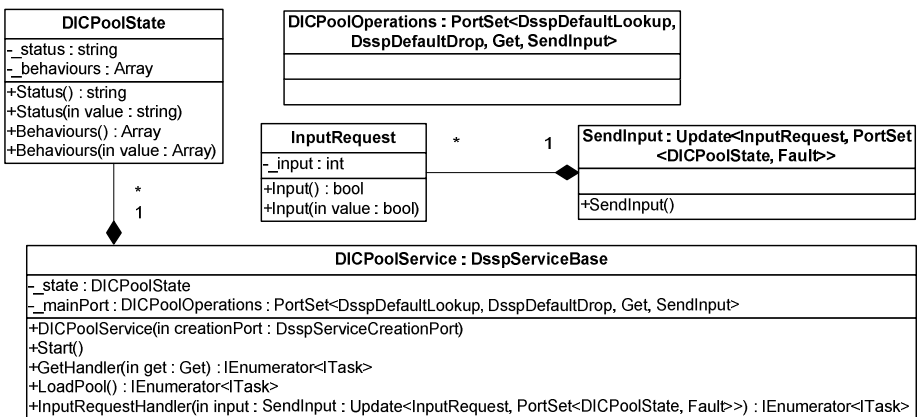 DICPoolState
-_status : string
-_behaviours : Array
+Status() : string
+Status(in value : string)
+Behaviours() : Array
+Behaviours(in value : Array)
DICPoolOperations : PortSet<DsspDefaultLookup,
DsspDefaultDrop, Get, SendInput>
InputRequest
-_input : int
+Input() : bool
+Input(in value : bool)
* 1
SendInput : Update<InputRequest, PortSet
<DICPoolState, Fault>>
+SendInput()
*
1
DICPoolService : DsspServiceBase
-_state : DICPoolState
-_mainPort : DICPoolOperations : PortSet<DsspDefaultLookup, DsspDefaultDrop, Get, SendInput>
+DICPoolService(in creationPort : DsspServiceCreationPort)
+Start()
+GetHandler(in get : Get) : IEnumerator<ITask>
+LoadPool() : IEnumerator<ITask>
+InputRequestHandler(in input : SendInput : Update<InputRequest, PortSet<DICPoolState, Fault>>) : IEnumerator<ITask>